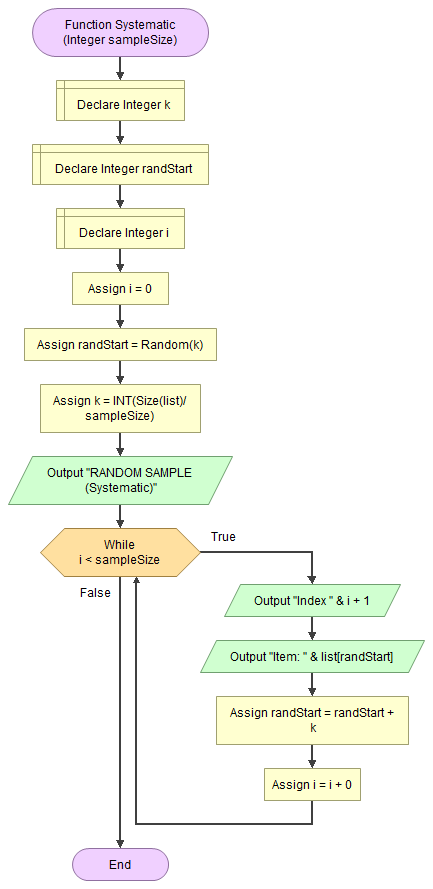 Function Systematic
(Integer sampleSize)
Declare Integer k
Declare Integer randStart
Declare Integer i
Assign i = 0
Assign randStart = Random(k)
Assign k = INT(Size(list)/
sampleSize)
Output "RANDOM SAMPLE
(Systematic)"
While
i < sampleSize
True
False
Output "Index " & i + 1
Output "Item: " & list[randStart]
Assign randStart = randStart +
k
Assign i = i + 0
End